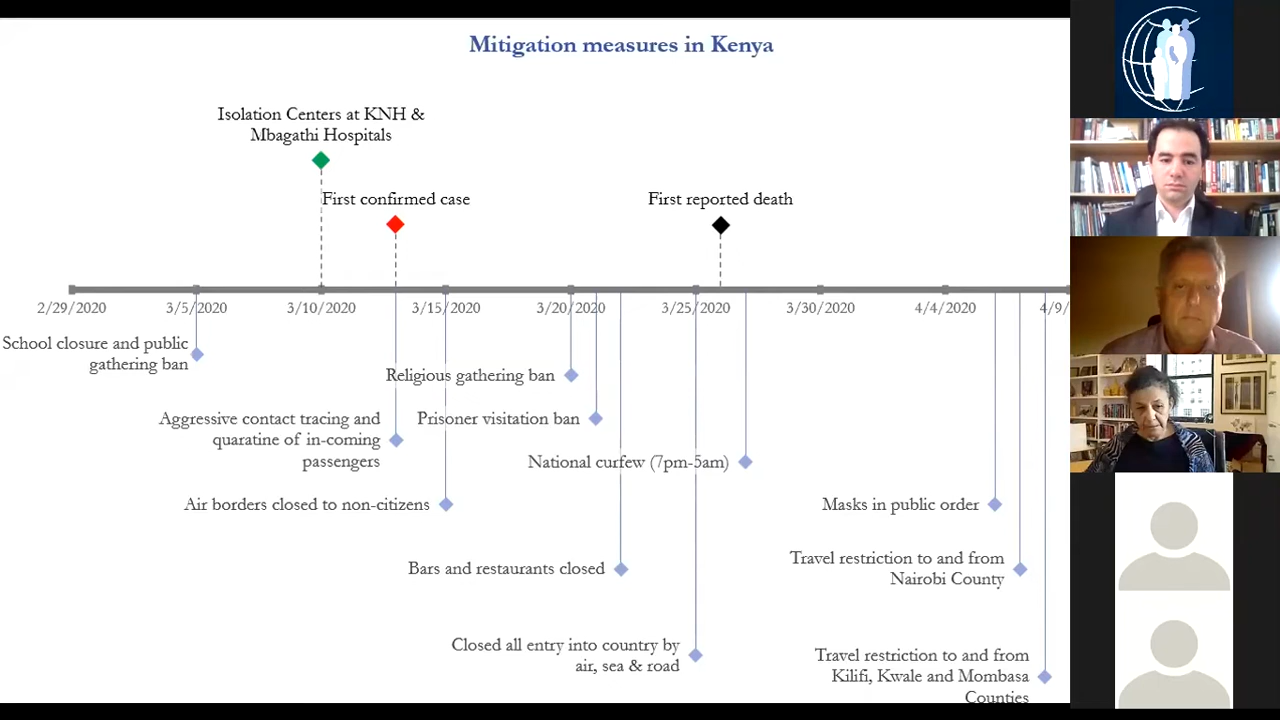 Mitigation measures in Kenya
Isolation Centers at KNH &
Mbagathi Hospitals
First confirmed case
First reported death
2/29/2020
3/5/2020
3/10/2020
3/15/2020
3/20/2020
3/25/2020
3/30/2020
4/4/2020
4/9/
School closure and public
gathering ban
Religious gathering ban
Aggressive contact tracing and
quaratine of in-coming
passengers
Prisoner visitation ban
National curfew (7pm-5am)
Air borders closed to non-citizens
Masks in public order
Bars and restaurants closed
Travel restriction to and from
Nairobi County
Closed all entry into country by
air, sea & road
Travel restriction to and from
Kilifi, Kwale and Mombasa
Counties